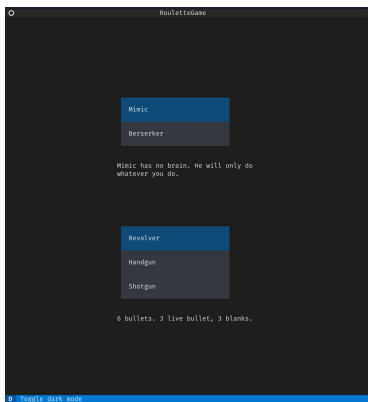 RouletteGame
Mimic
Berserker
Mimic has no brain. He will only do
whatever you do.
Revolver
Handgun
Shotgun
6 bullets. 3 live bullet, 3 blanks.
D Toggle dark mode